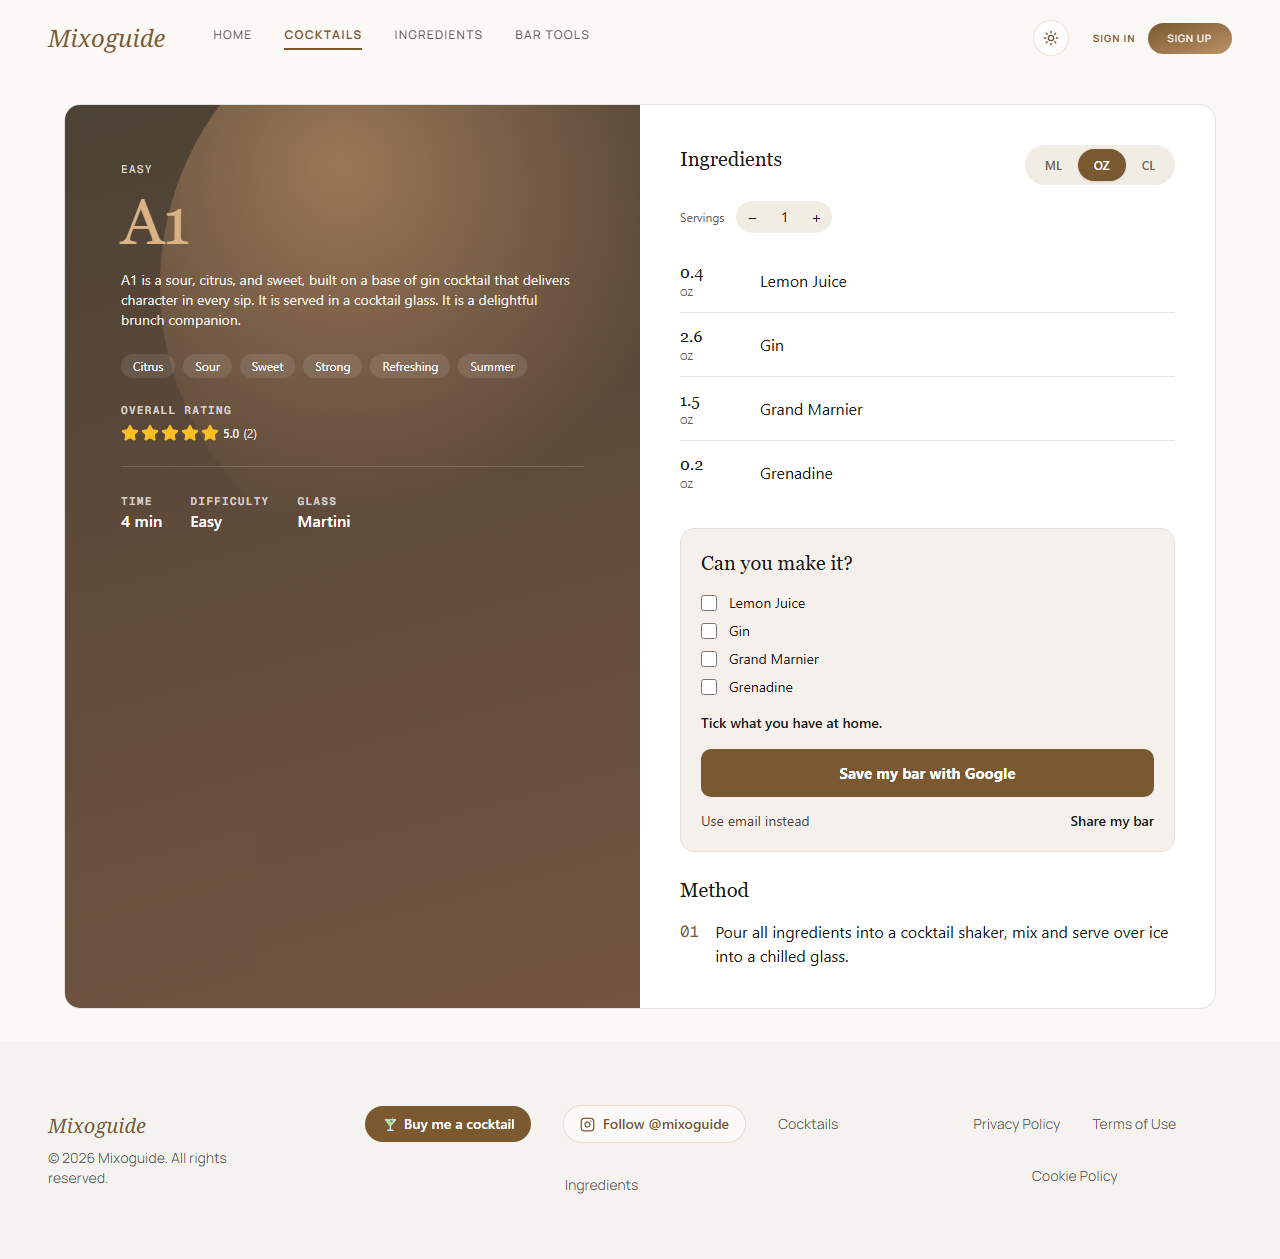 Mixoguide
HOME
COCKTAILS
INGREDIENTS
BAR TOOLS
SIGN IN
SIGN UP
EASY
A1
A1 is a sour, citrus, and sweet, built on a base of gin cocktail that delivers
character in every sip. It is served in a cocktail glass. It is a delightful
brunch companion.
Citrus
Sour
Sweet
Strong
Refreshing
Summer
OVERALL RATING
5.0 (2)
TIME
4 min
DIFFICULTY
Easy
GLASS
Martini
Ingredients
ML
OZ
CL
Servings
− 1 +
0.4
OZ
Lemon Juice
2.6
OZ
Gin
1.5
OZ
Grand Marnier
0.2
OZ
Grenadine
Can you make it?
Lemon Juice
Gin
Grand Marnier
Grenadine
Tick what you have at home.
Save my bar with Google
Use email instead
Share my bar
Method
01
Pour all ingredients into a cocktail shaker, mix and serve over ice
into a chilled glass.
Mixoguide
© 2026 Mixoguide. All rights
reserved.
Buy me a cocktail
Follow @mixoguide
Cocktails
Ingredients
Privacy Policy
Terms of Use
Cookie Policy